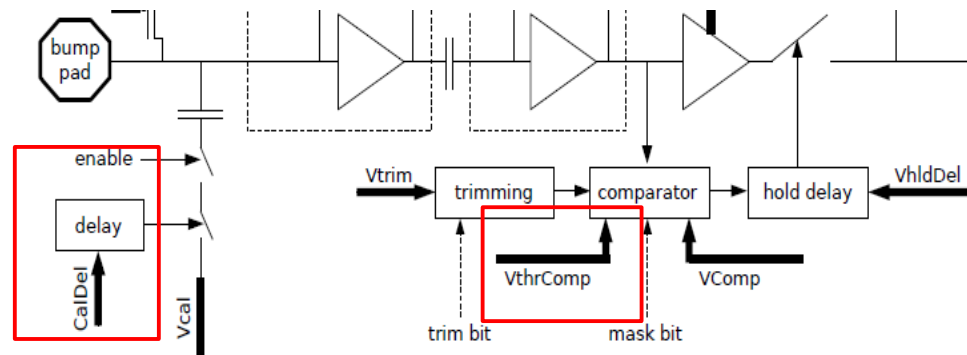 bump
pad
enable
Vtrim
trimming
comparator
hold delay
VhldDel
delay
CalDel
Vcal
VthrComp
VComp
trim bit
mask bit